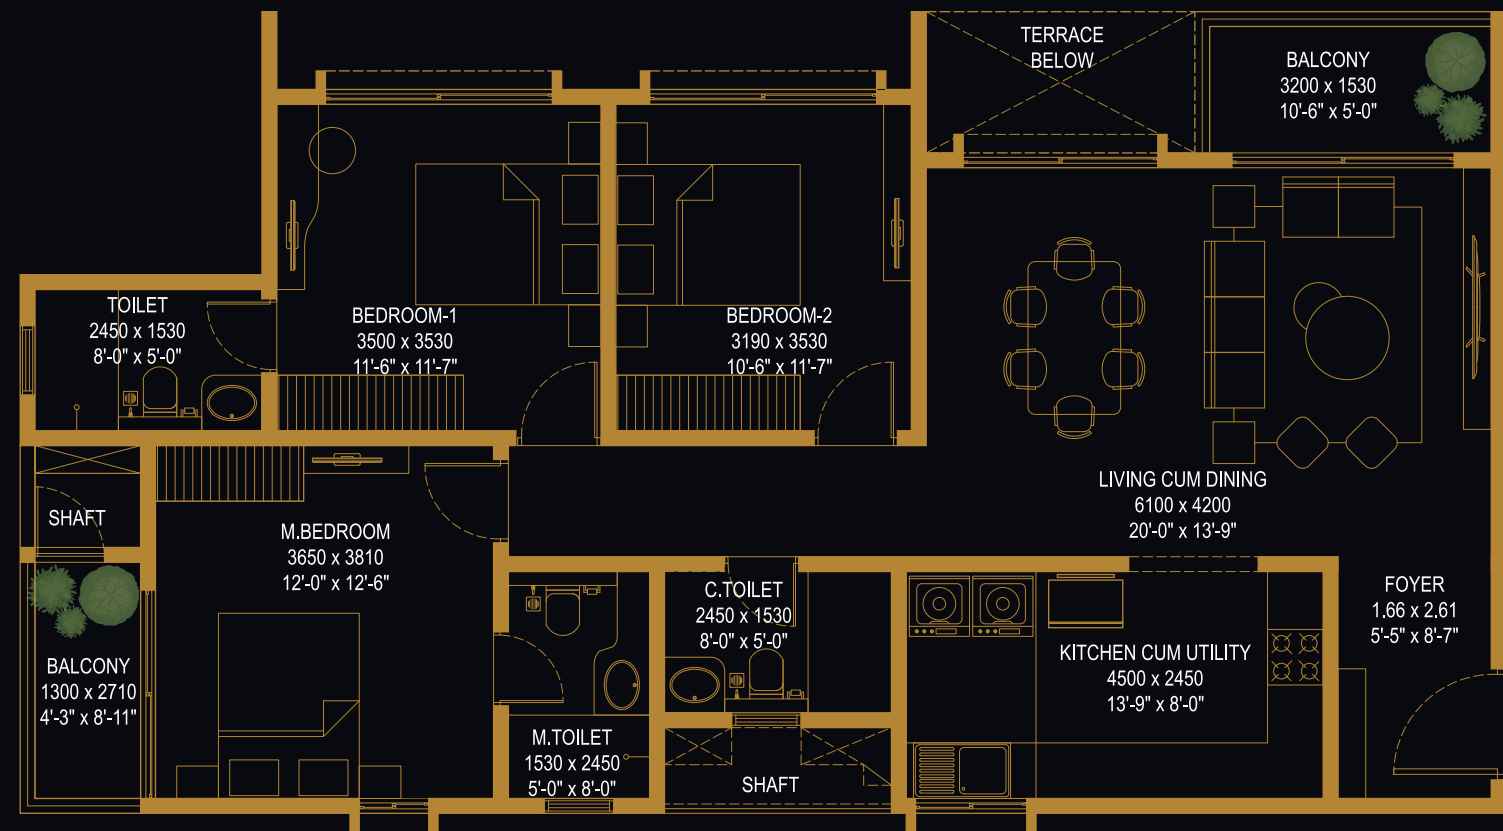 TERRACE
BELOW
BALCONY
3200 x 1530
10'-6" x 5'-0"
TOILET
2450 x 1530
8'-0" x 5'-0"
BEDROOM-1
3500 x 3530
11'-6" x 11'-7"
BEDROOM-2
3190 x 3530
10'-6" x 11'-7"
LIVING CUM DINING
6100 x 4200
20'-0" x 13'-9"
SHAFT
M.BEDROOM
3650 x 3810
12'-0" x 12'-6"
C.TOILET
2450 x 1530
8'-0" x 5'-0"
FOYER
1.66 x 2.61
5'-5" x 8'-7"
BALCONY
1300 x 2710
4'-3" x 8'-11"
KITCHEN CUM UTILITY
4500 x 2450
13'-9" x 8'-0"
M.TOILET
1530 x 2450
5'-0" x 8'-0"
SHAFT